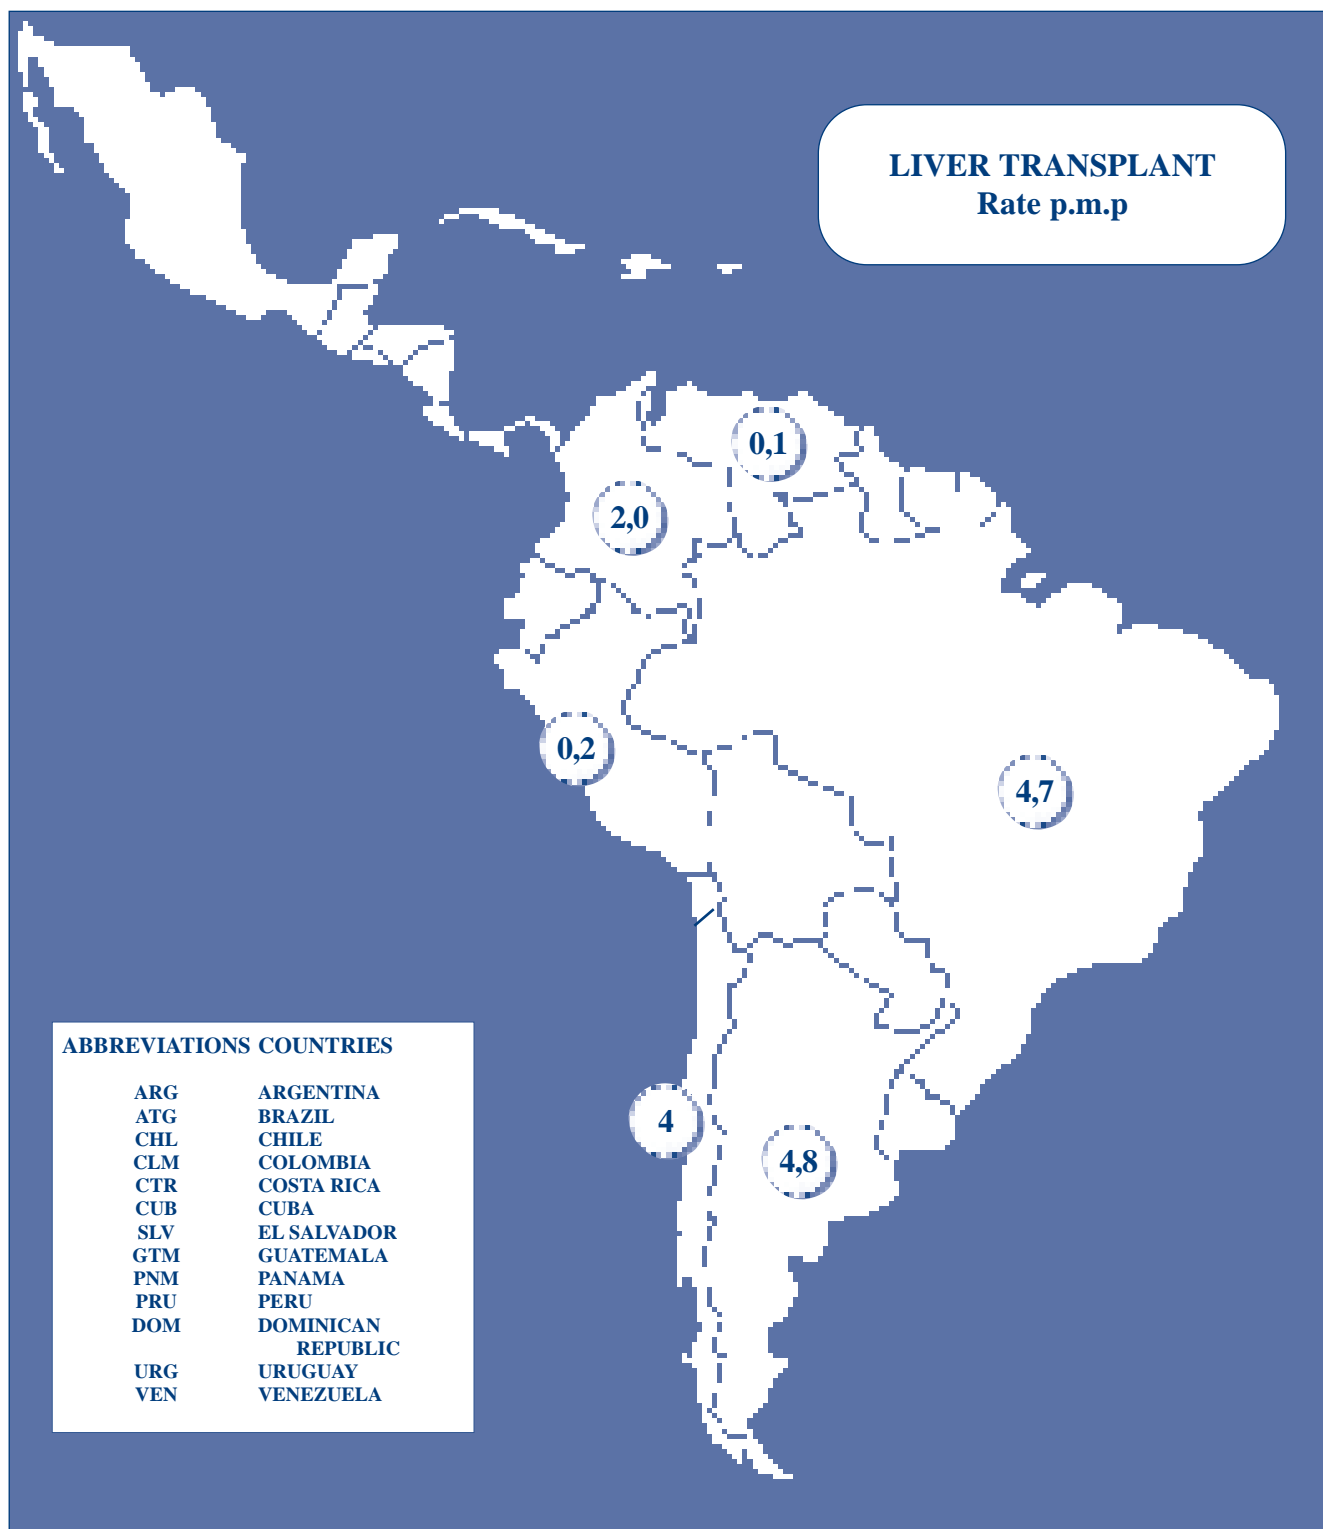 LIVER TRANSPLANT
Rate p.m.p
0,1
2,0
0,2
4,7
4
4,8
ABBREVIATIONS COUNTRIES
ARG ARGENTINA
ATG BRAZIL
CHL CHILE
CLM COLOMBIA
CTR COSTA RICA
CUB CUBA
SLV EL SALVADOR
GTM GUATEMALA
PNM PANAMA
PRU PERU
DOM DOMINICAN
REPUBLIC
URG URUGUAY
VEN VENEZUELA